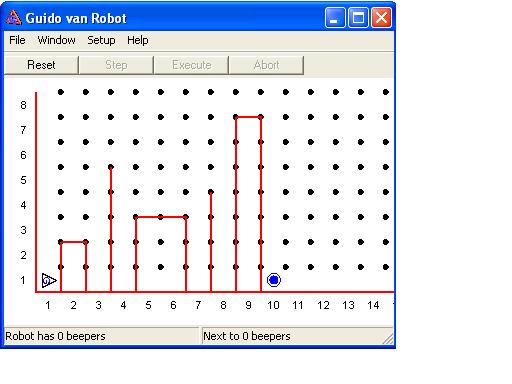 Guido van Robot
File Window Setup Help
Reset Step Execute Abort
8
7
6
5
4
3
2
1
1 2 3 4 5 6 7 8 9 10 11 12 13 14
Robot has 0 beepers Next to 0 beepers